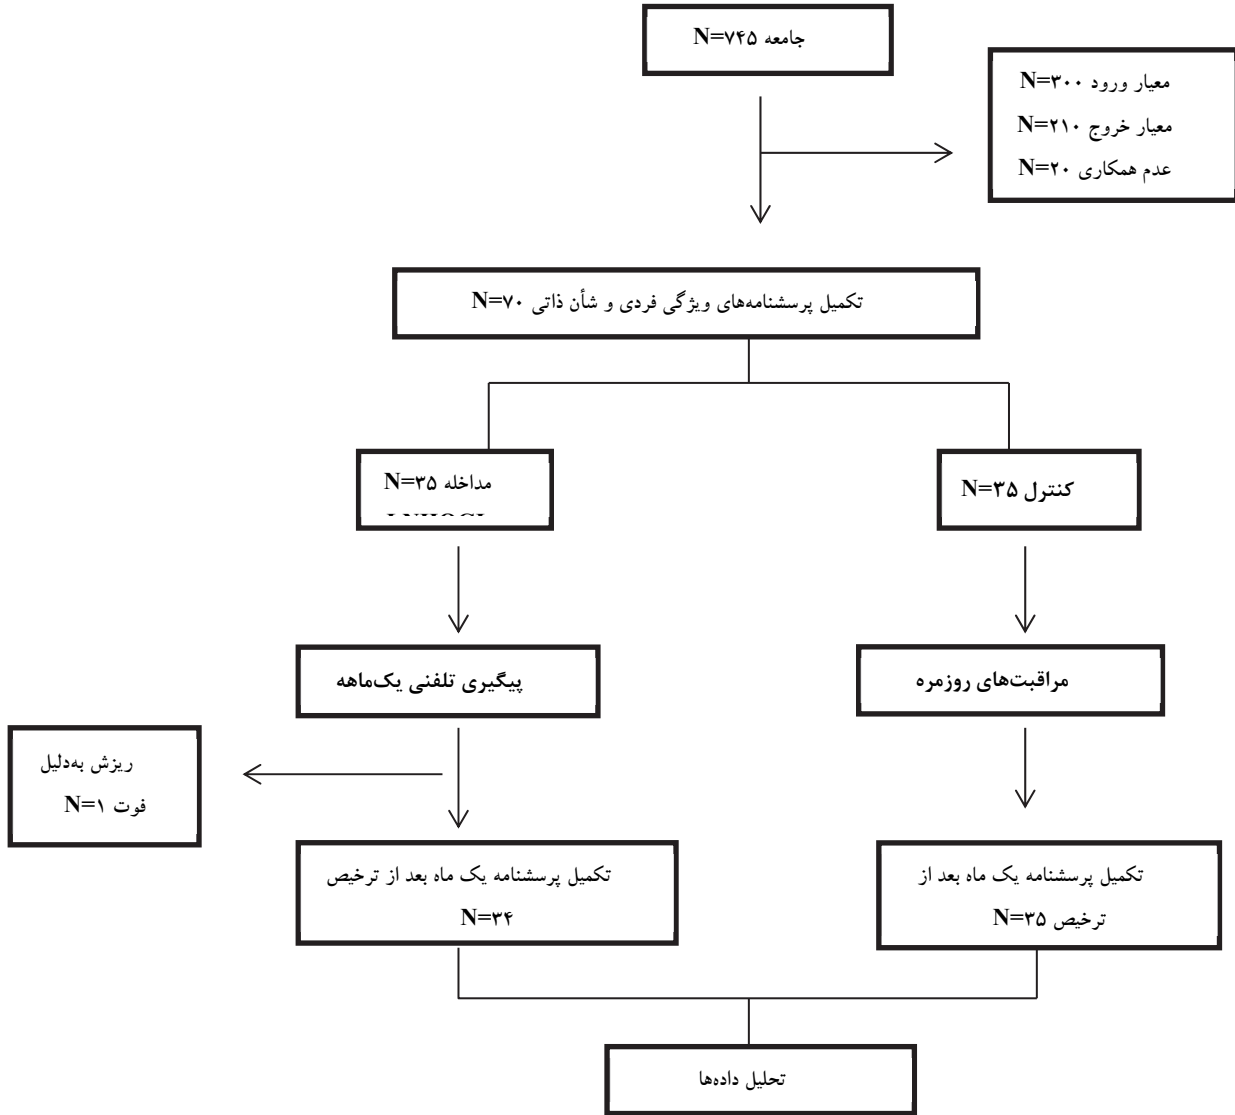 جامعه N=۷۴۵
معیار ورود N=۳۰۰
معیار خروج N=۲۱۰
عدم همکاری N=۲۰
تکمیل پرسشنامه‌های ویژگی فردی و شأن ذاتی N=۷۰
مداخله N=۳۵
کنترل N=۳۵
پیگیری تلفنی یک‌ماهه
مراقبت‌های روزمره
ریزش به‌دلیل
فوت N=۱
تکمیل پرسشنامه یک ماه بعد از ترخیص
N=۳۴
تکمیل پرسشنامه یک ماه بعد از
ترخیص N=۳۵
تحلیل داده‌ها